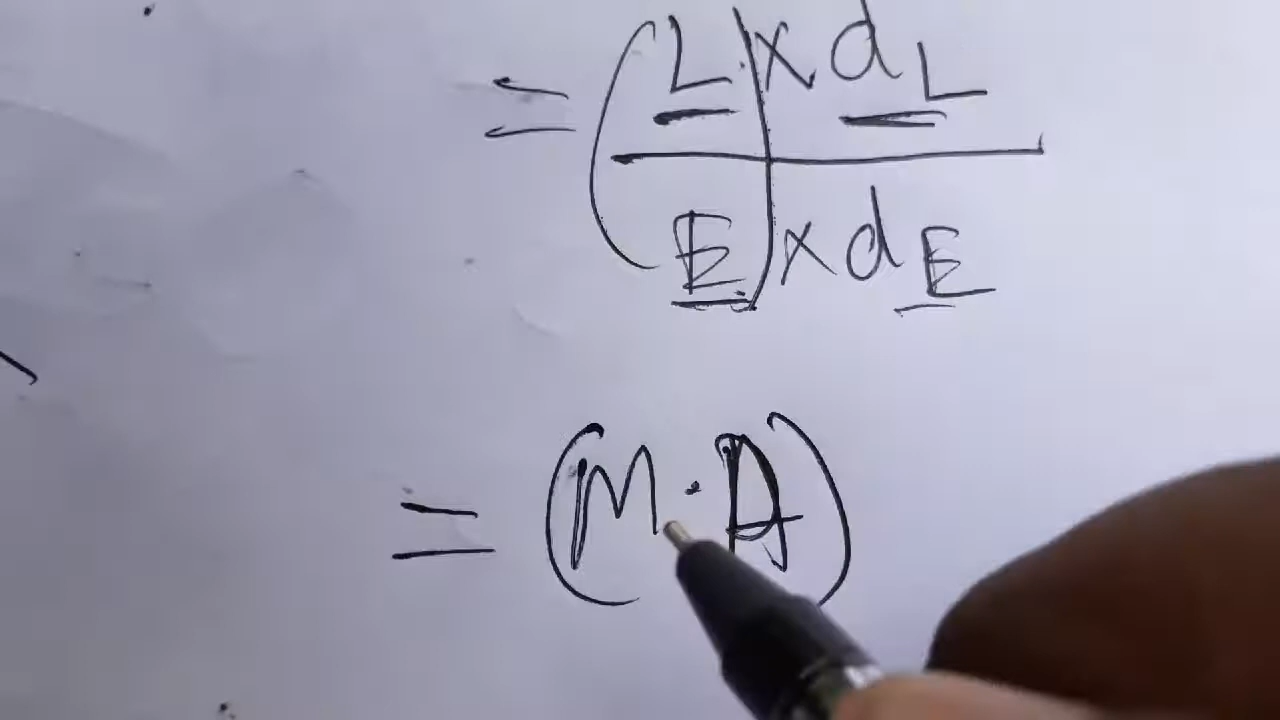 = (L) × dL
E × dE
= (M.A)